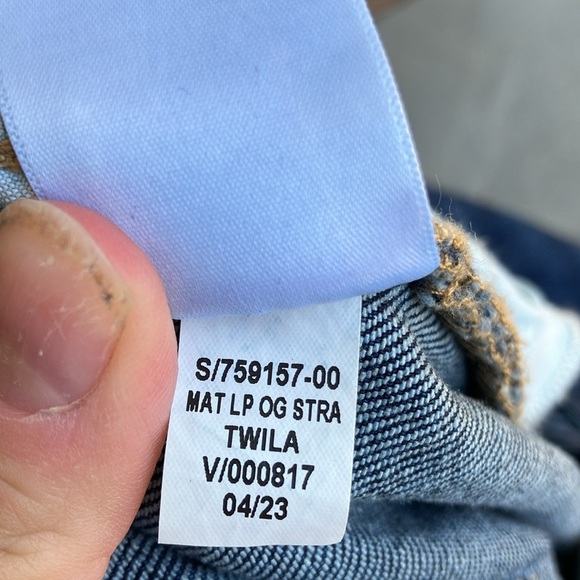 S/759157-00
MAT LP OG STRA
TWILA
V/000817
04/23